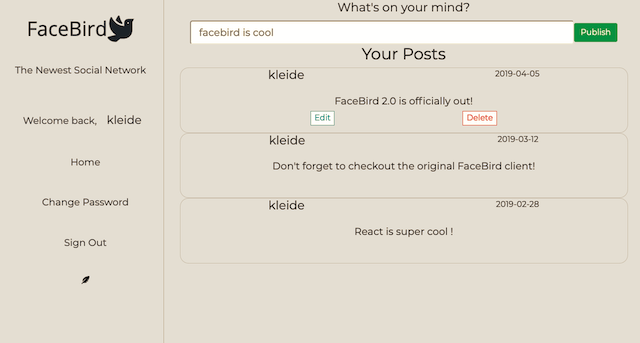 FaceBird
The Newest Social Network
Welcome back, kleide
Home
Change Password
Sign Out
What's on your mind?
facebird is cool
Publish
Your Posts
kleide 2019-04-05
FaceBird 2.0 is officially out!
Edit Delete
kleide 2019-03-12
Don't forget to checkout the original FaceBird client!
kleide 2019-02-28
React is super cool !